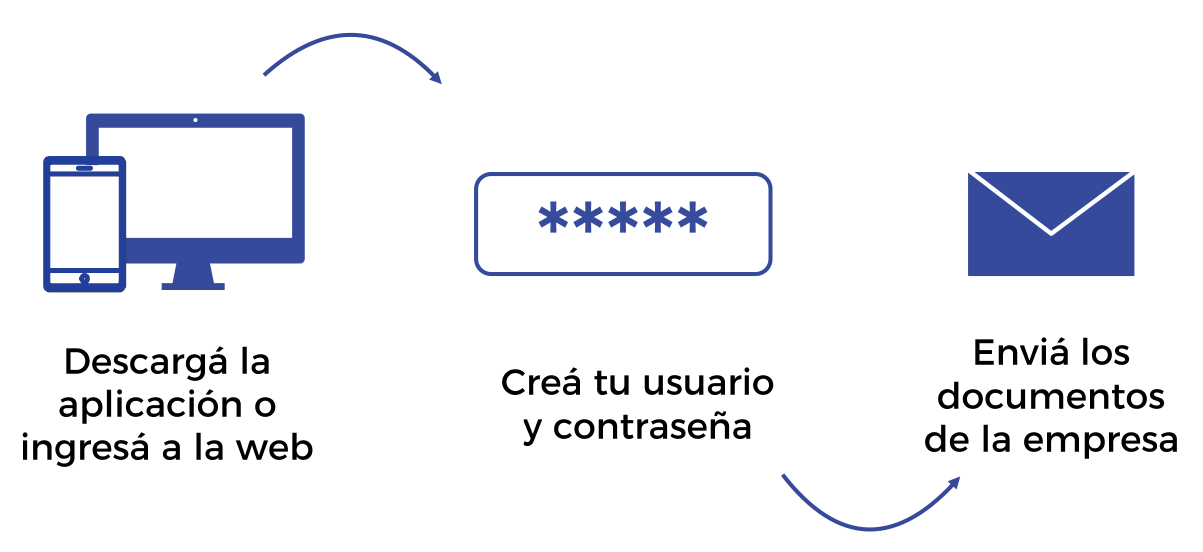 *****
Descargá la
aplicación o
ingresá a la web
Creá tu usuario
y contraseña
Enviá los
documentos
de la empresa